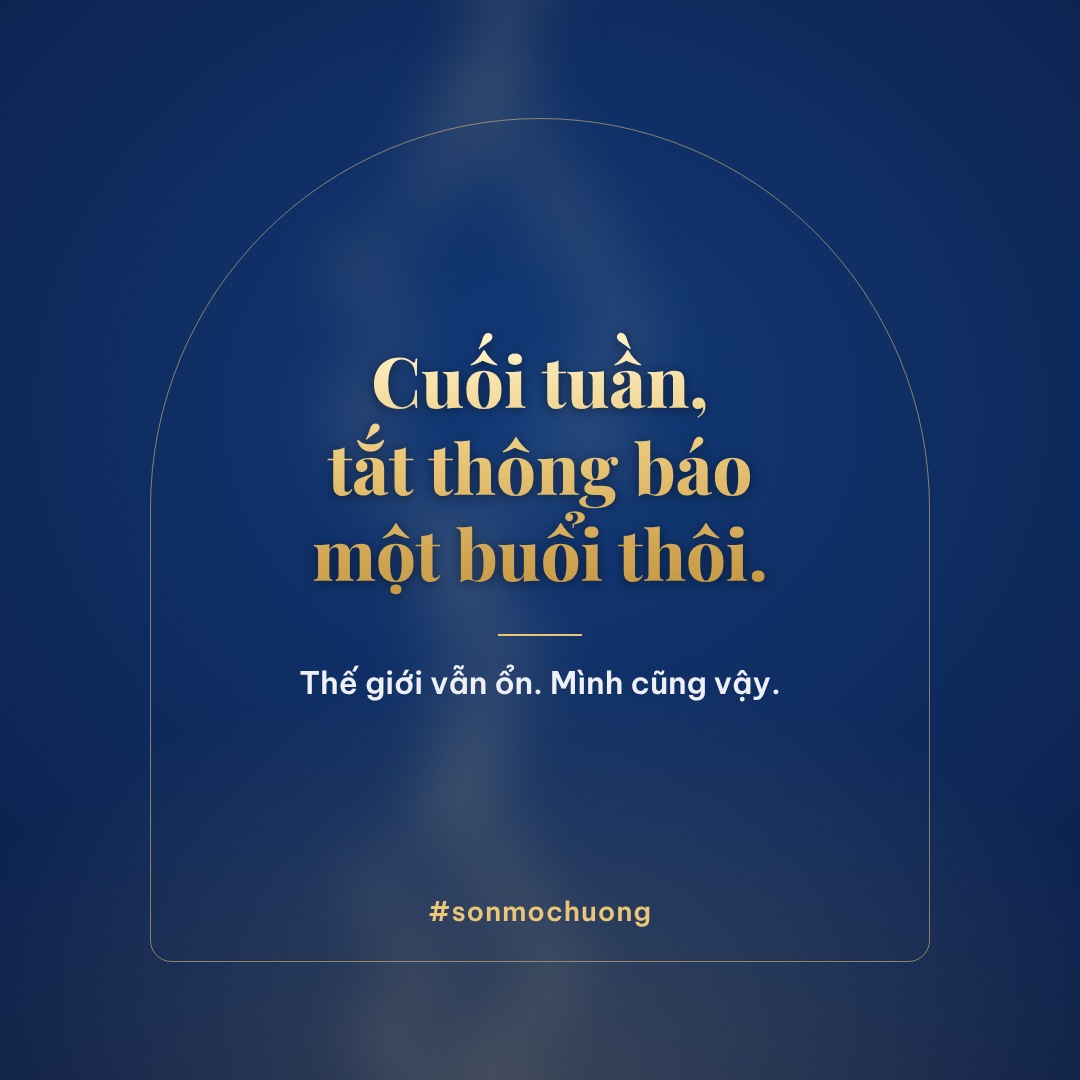 Cuối tuần,
tắt thông báo
một buổi thôi.
Thế giới vẫn ổn. Mình cũng vậy.
#sonmochuong